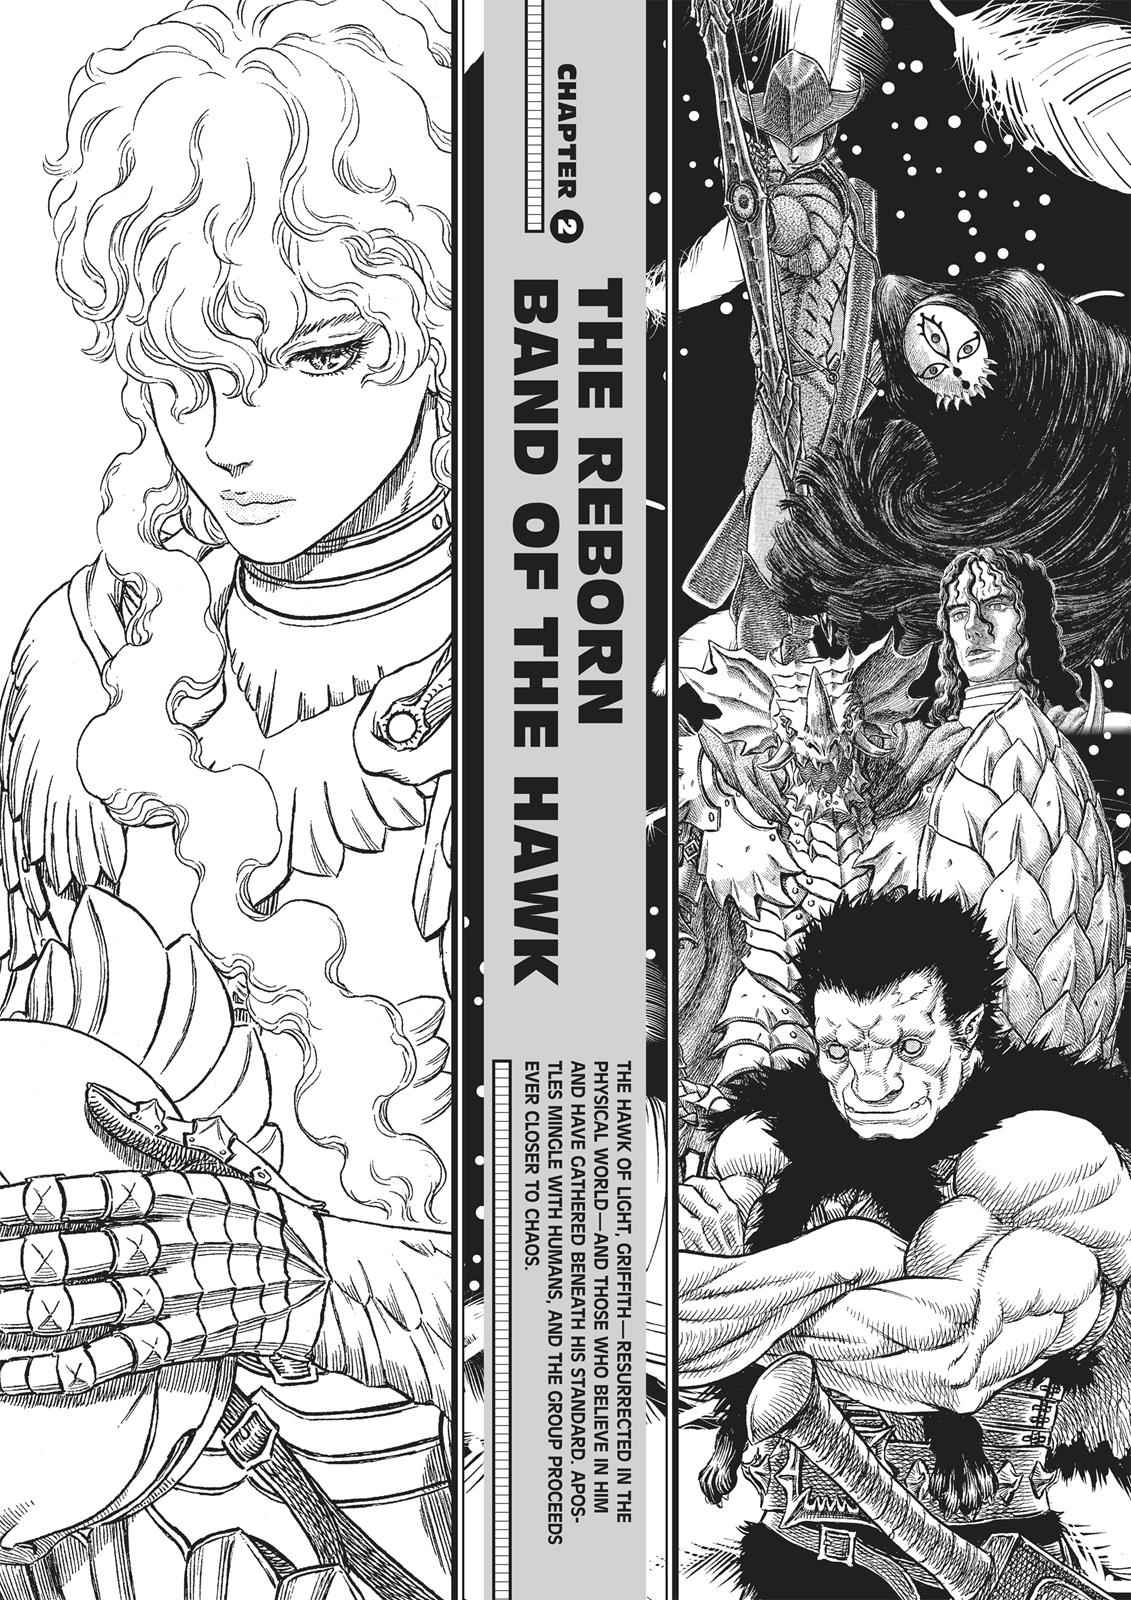 CHAPTER 2
THE REBORN
BAND OF THE HAWK
THE HAWK OF LIGHT, GRIFFITH—RESURRECTED IN THE
PHYSICAL WORLD—AND THOSE WHO BELIEVE IN HIM
AND HAVE GATHERED BENEATH HIS STANDARD. APOS-
TLES MINGLE WITH HUMANS, AND THE GROUP PROCEEDS
EVER CLOSER TO CHAOS.